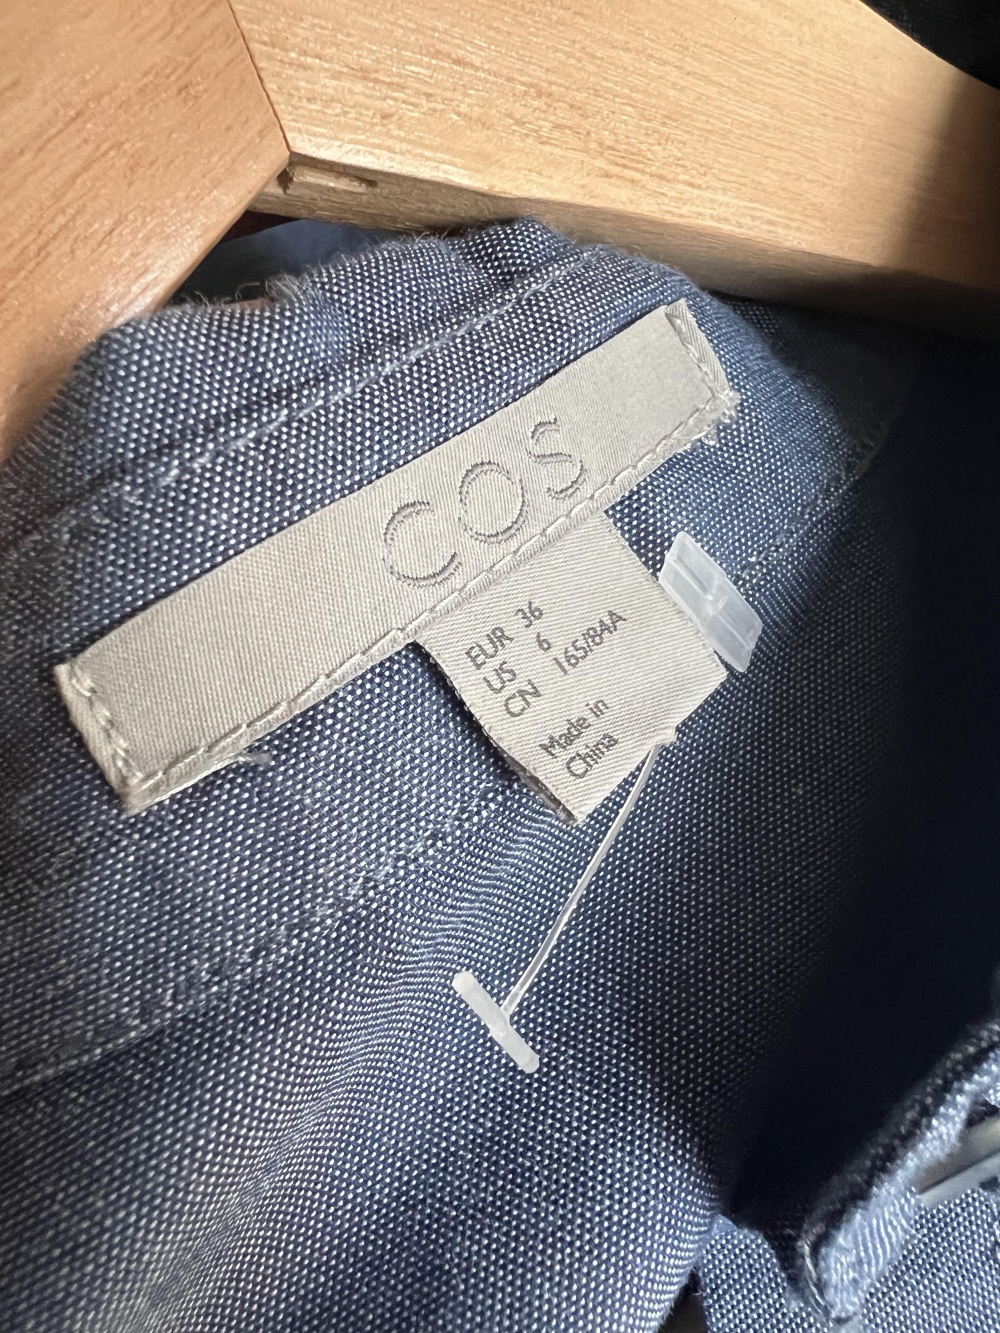 COS
EUR 36
US 6
CN 165/84A
Made in
China